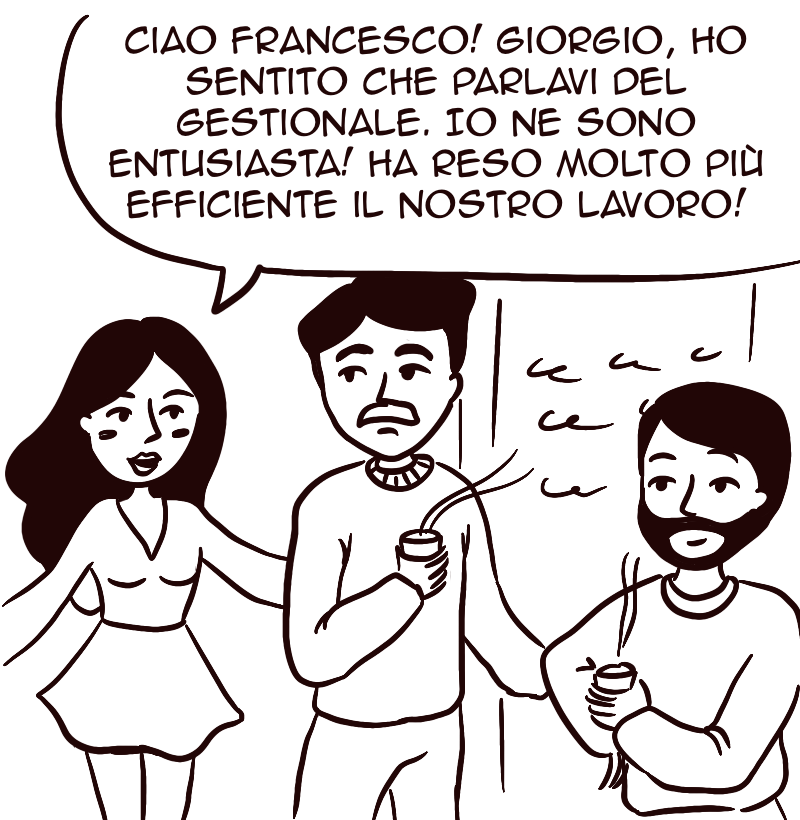 CIAO FRANCESCO! GIORGIO, HO
SENTITO CHE PARLAVI DEL
GESTIONALE. IO NE SONO
ENTUSIASTA! HA RESO MOLTO PIÙ
EFFICIENTE IL NOSTRO LAVORO!